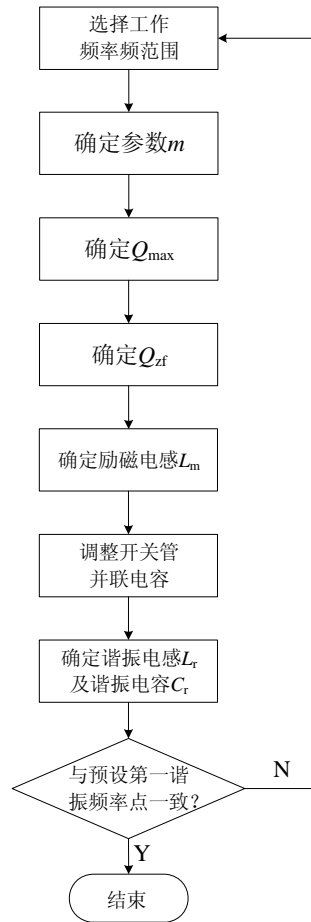 选择工作
频率频范围
确定参数m
确定Qmax
确定Qzf
确定励磁电感Lm
调整开关管
并联电容
确定谐振电感Lr
及谐振电容Cr
与预设第一谐
振频率点一致？
N
Y
结束